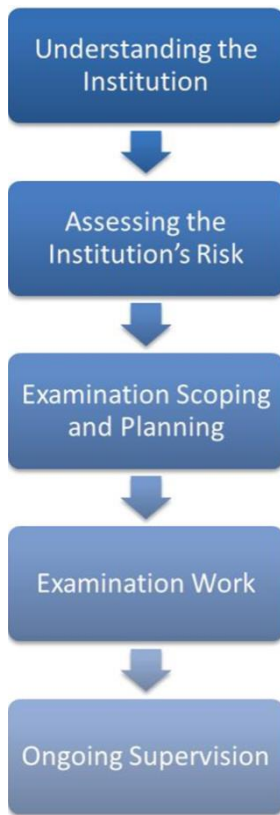 Understanding the
Institution
Assessing the
Institution's Risk
Examination Scoping
and Planning
Examination Work
Ongoing Supervision